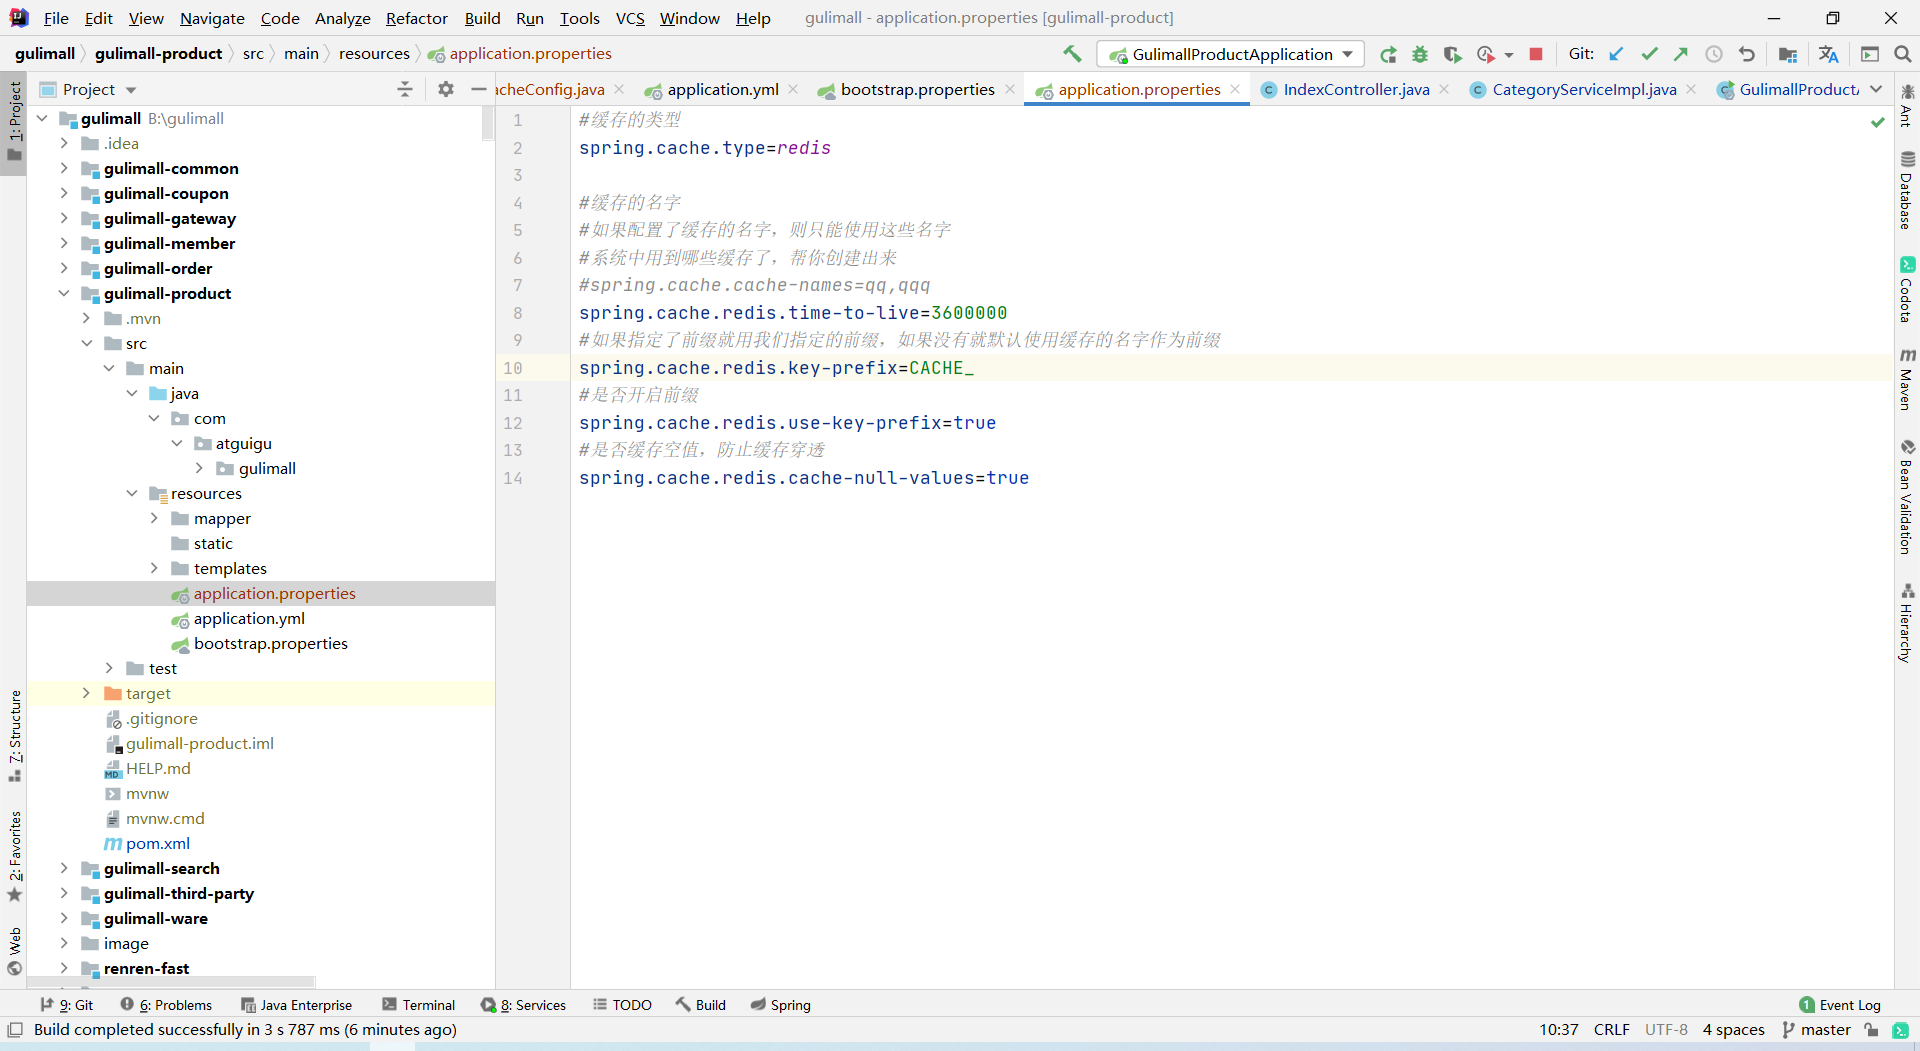 File Edit View Navigate Code Analyze Refactor Build Run Tools VCS Window Help gulimall - application.properties [gulimall-product]
gulimall gulimall-product src main resources application.properties GulimallProductApplication Git:
Project acheConfig.java application.yml bootstrap.properties application.properties IndexController.java CategoryServiceImpl.java GulimallProductA
1: Project
7: Structure
2: Favorites
Web
gulimall B:\gulimall
.idea
gulimall-common
gulimall-coupon
gulimall-gateway
gulimall-member
gulimall-order
gulimall-product
.mvn
src
main
java
com
atguigu
gulimall
resources
mapper
static
templates
application.properties
application.yml
bootstrap.properties
test
target
.gitignore
gulimall-product.iml
HELP.md
mvnw
mvnw.cmd
pom.xml
gulimall-search
gulimall-third-party
gulimall-ware
image
renren-fast
1 #缓存的类型
2 spring.cache.type=redis
3
4 #缓存的名字
5 #如果配置了缓存的名字，则只能使用这些名字
6 #系统中用到哪些缓存了，帮你创建出来
7 #spring.cache.cache-names=qq,qqq
8 spring.cache.redis.time-to-live=3600000
9 #如果指定了前缀就用我们指定的前缀，如果没有就默认使用缓存的名字作为前缀
10 spring.cache.redis.key-prefix=CACHE_
11 #是否开启前缀
12 spring.cache.redis.use-key-prefix=true
13 #是否缓存空值，防止缓存穿透
14 spring.cache.redis.cache-null-values=true
Ant
Database
Codota
Maven
Bean Validation
Hierarchy
9: Git 6: Problems Java Enterprise Terminal 8: Services TODO Build Spring 1 Event Log
Build completed successfully in 3 s 787 ms (6 minutes ago) 10:37 CRLF UTF-8 4 spaces master